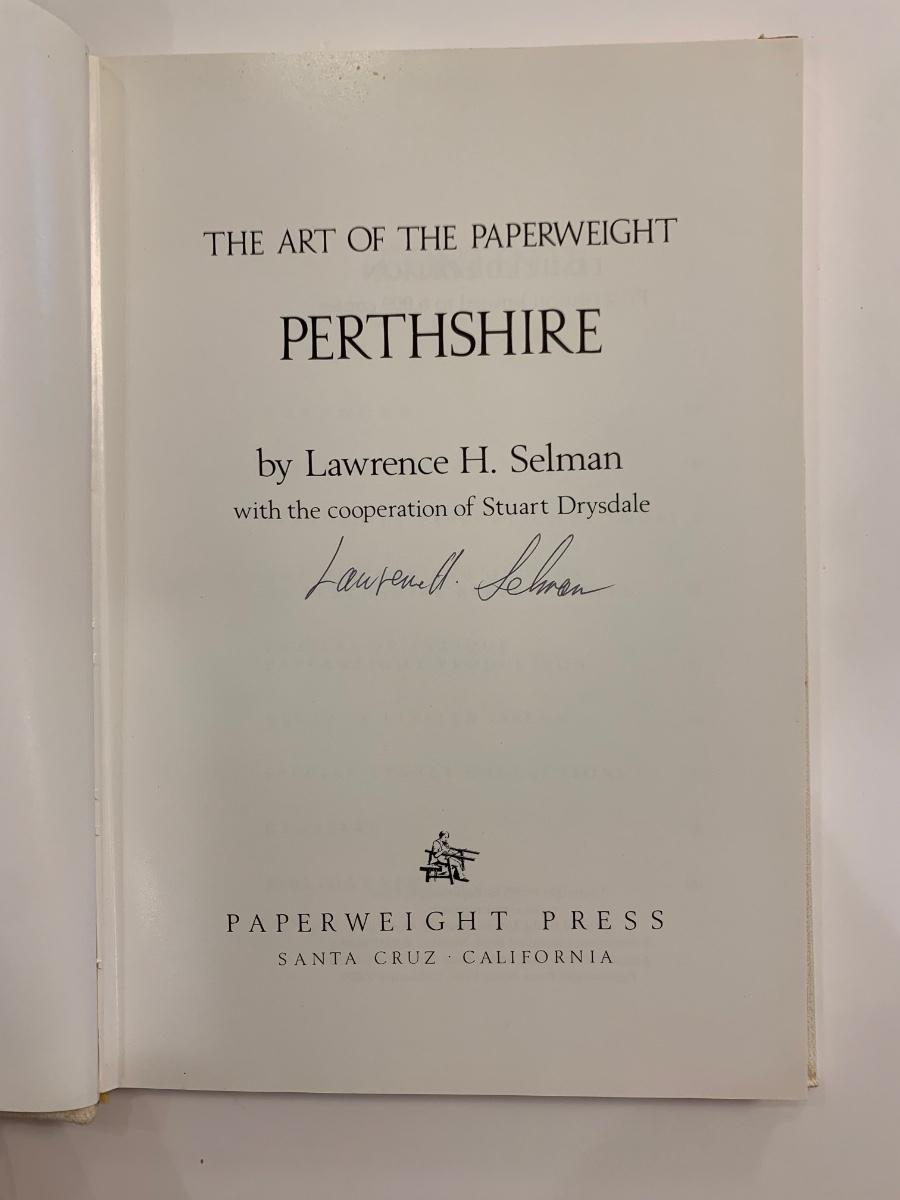 THE ART OF THE PAPERWEIGHT
PERTHSHIRE
by Lawrence H. Selman
with the cooperation of Stuart Drysdale
Lawrence H. Selman
PAPERWEIGHT PRESS
SANTA CRUZ · CALIFORNIA